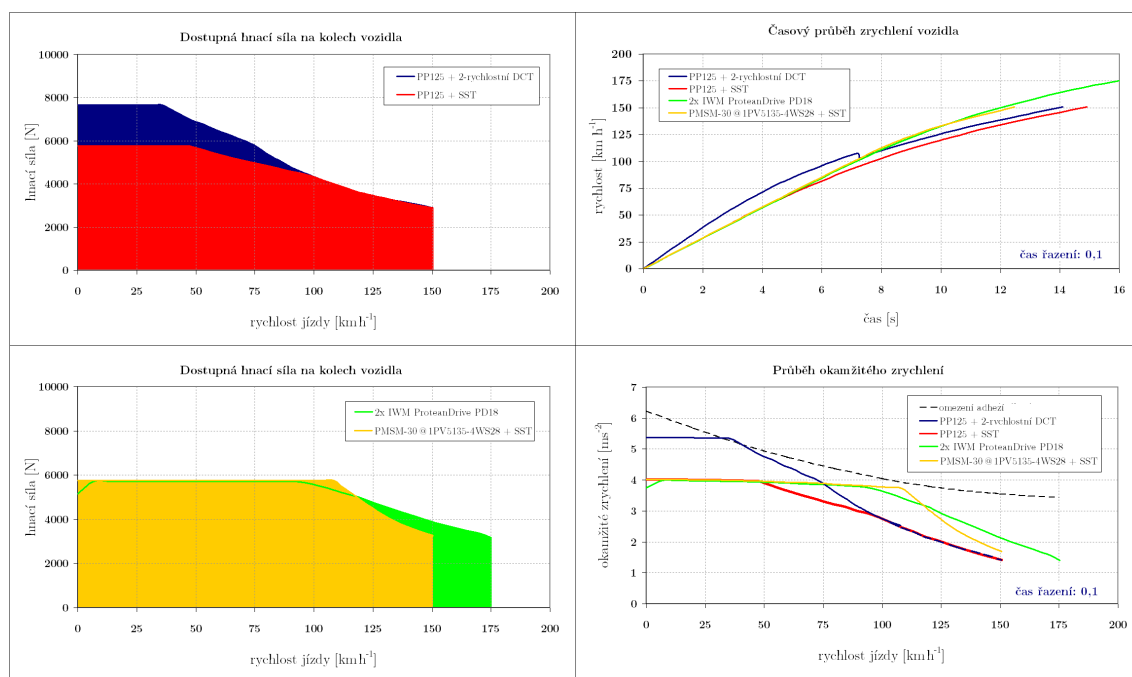 Dostupná hnací síla na kolech vozidla
hnací síla [N]
10000
8000
6000
4000
2000
0
PP125 + 2-rychlostní DCT
PP125 + SST
0 25 50 75 100 125 150 175 200
rychlost jízdy [km h⁻¹]
Časový průběh zrychlení vozidla
rychlost [km h⁻¹]
200
175
150
125
100
75
50
25
0
PP125 + 2-rychlostní DCT
PP125 + SST
2x IWM ProteanDrive PD18
PMSM-30@1PV5135-4WS28 + SST
čas řazení: 0,1
0 2 4 6 8 10 12 14 16
čas [s]
Dostupná hnací síla na kolech vozidla
hnací síla [N]
10000
8000
6000
4000
2000
0
2x IWM ProteanDrive PD18
PMSM-30@1PV5135-4WS28 + SST
0 25 50 75 100 125 150 175 200
rychlost jízdy [km h⁻¹]
Průběh okamžitého zrychlení
okamžité zrychlení [ms⁻²]
7
6
5
4
3
2
1
0
omezení adhezí
PP125 + 2-rychlostní DCT
PP125 + SST
2x IWM ProteanDrive PD18
PMSM-30@1PV5135-4WS28 + SST
čas řazení: 0,1
0 25 50 75 100 125 150 175 200
rychlost jízdy [km h⁻¹]